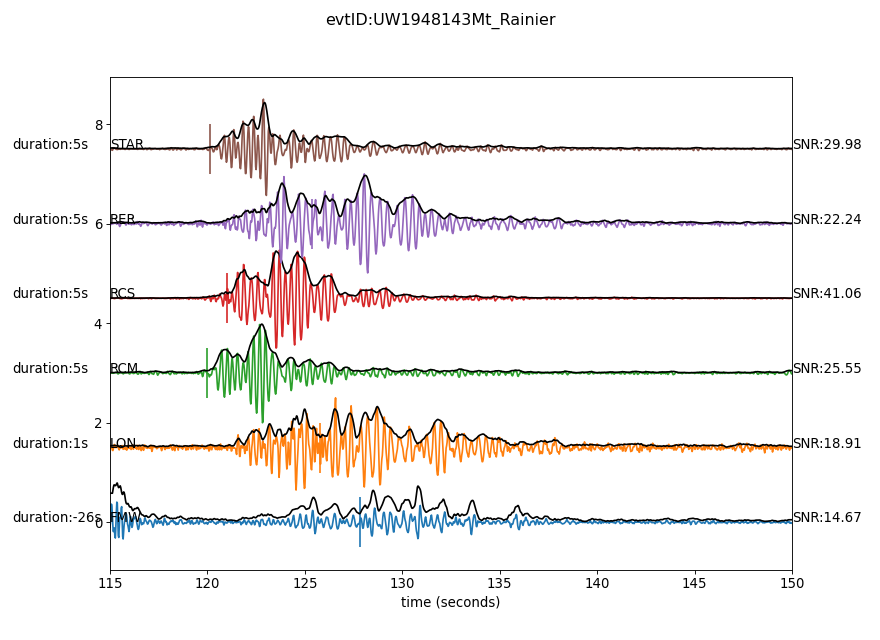 evtID:UW1948143Mt_Rainier
8
duration:5s STAR SNR:29.98
duration:5s RER SNR:22.24
6
duration:5s RCS SNR:41.06
4
duration:5s RCM SNR:25.55
2
duration:1s LON SNR:18.91
duration:-26s FMW SNR:14.67
0
115 120 125 130 135 140 145 150
time (seconds)